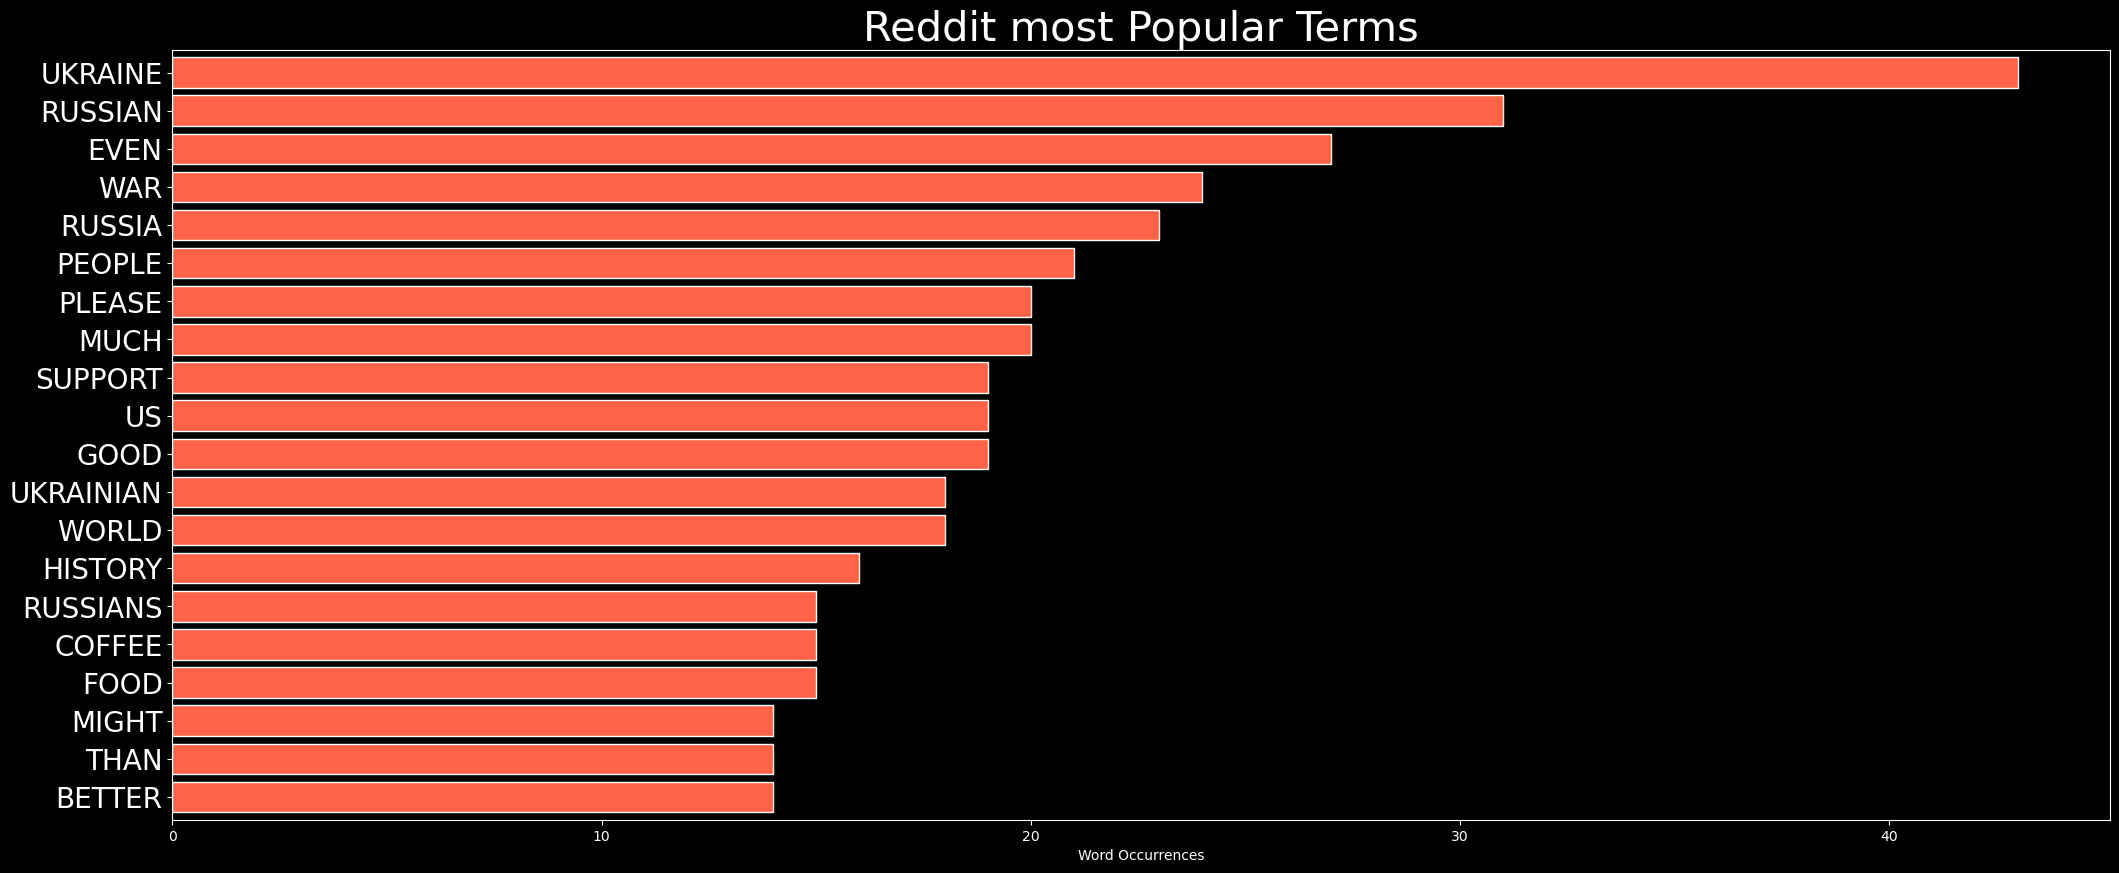 Reddit most Popular Terms
UKRAINE
RUSSIAN
EVEN
WAR
RUSSIA
PEOPLE
PLEASE
MUCH
SUPPORT
US
GOOD
UKRAINIAN
WORLD
HISTORY
RUSSIANS
COFFEE
FOOD
MIGHT
THAN
BETTER
0 10 20 30 40
Word Occurrences